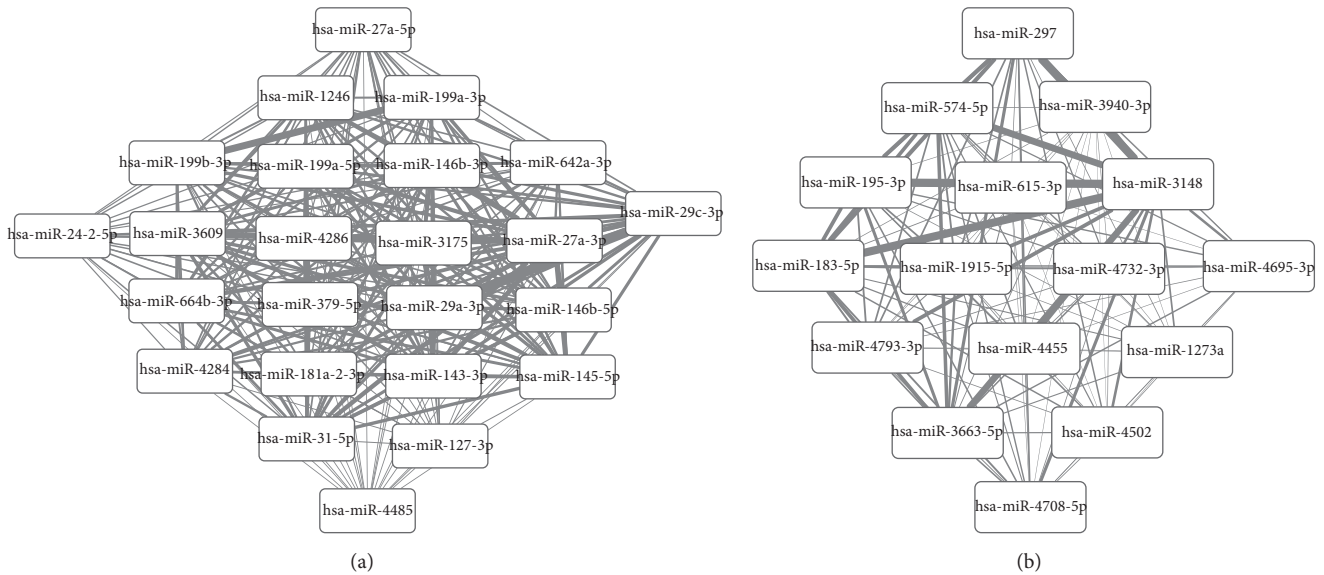 hsa-miR-27a-5p
hsa-miR-1246
hsa-miR-199a-3p
hsa-miR-199b-3p
hsa-miR-199a-5p
hsa-miR-146b-3p
hsa-miR-642a-3p
hsa-miR-29c-3p
hsa-miR-24-2-5p
hsa-miR-3609
hsa-miR-4286
hsa-miR-3175
hsa-miR-27a-3p
hsa-miR-664b-3p
hsa-miR-379-5p
hsa-miR-29a-3p
hsa-miR-146b-5p
hsa-miR-4284
hsa-miR-181a-2-3p
hsa-miR-143-3p
hsa-miR-145-5p
hsa-miR-31-5p
hsa-miR-127-3p
hsa-miR-4485
(a)
hsa-miR-297
hsa-miR-574-5p
hsa-miR-3940-3p
hsa-miR-195-3p
hsa-miR-615-3p
hsa-miR-3148
hsa-miR-183-5p
hsa-miR-1915-5p
hsa-miR-4732-3p
hsa-miR-4695-3p
hsa-miR-4793-3p
hsa-miR-4455
hsa-miR-1273a
hsa-miR-3663-5p
hsa-miR-4502
hsa-miR-4708-5p
(b)